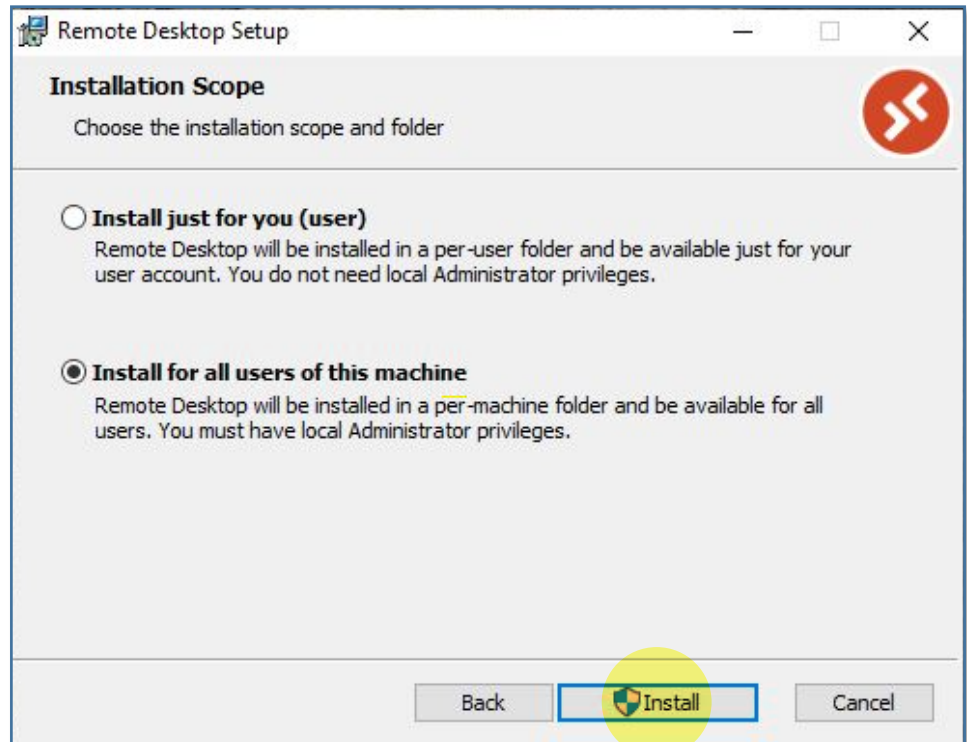 Remote Desktop Setup
Installation Scope
Choose the installation scope and folder
Install just for you (user)
Remote Desktop will be installed in a per-user folder and be available just for your
user account. You do not need local Administrator privileges.
Install for all users of this machine
Remote Desktop will be installed in a per-machine folder and be available for all
users. You must have local Administrator privileges.
Back
Install
Cancel